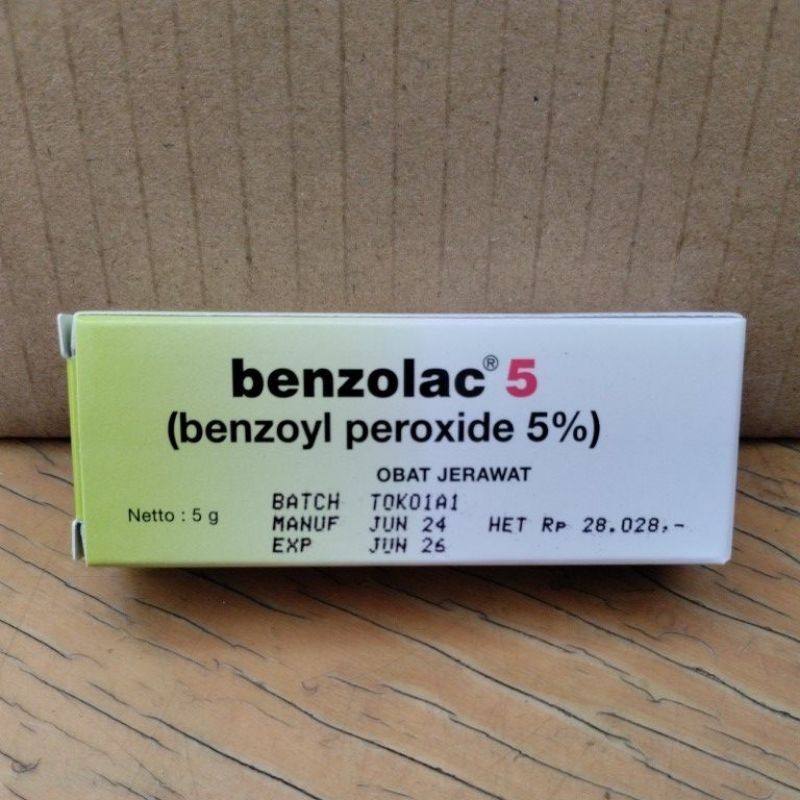 benzolac® 5
(benzoyl peroxide 5%)
OBAT JERAWAT
Netto : 5 g
BATCH TOK01A1
MANUF JUN 24 HET Rp 28.028,-
EXP JUN 26